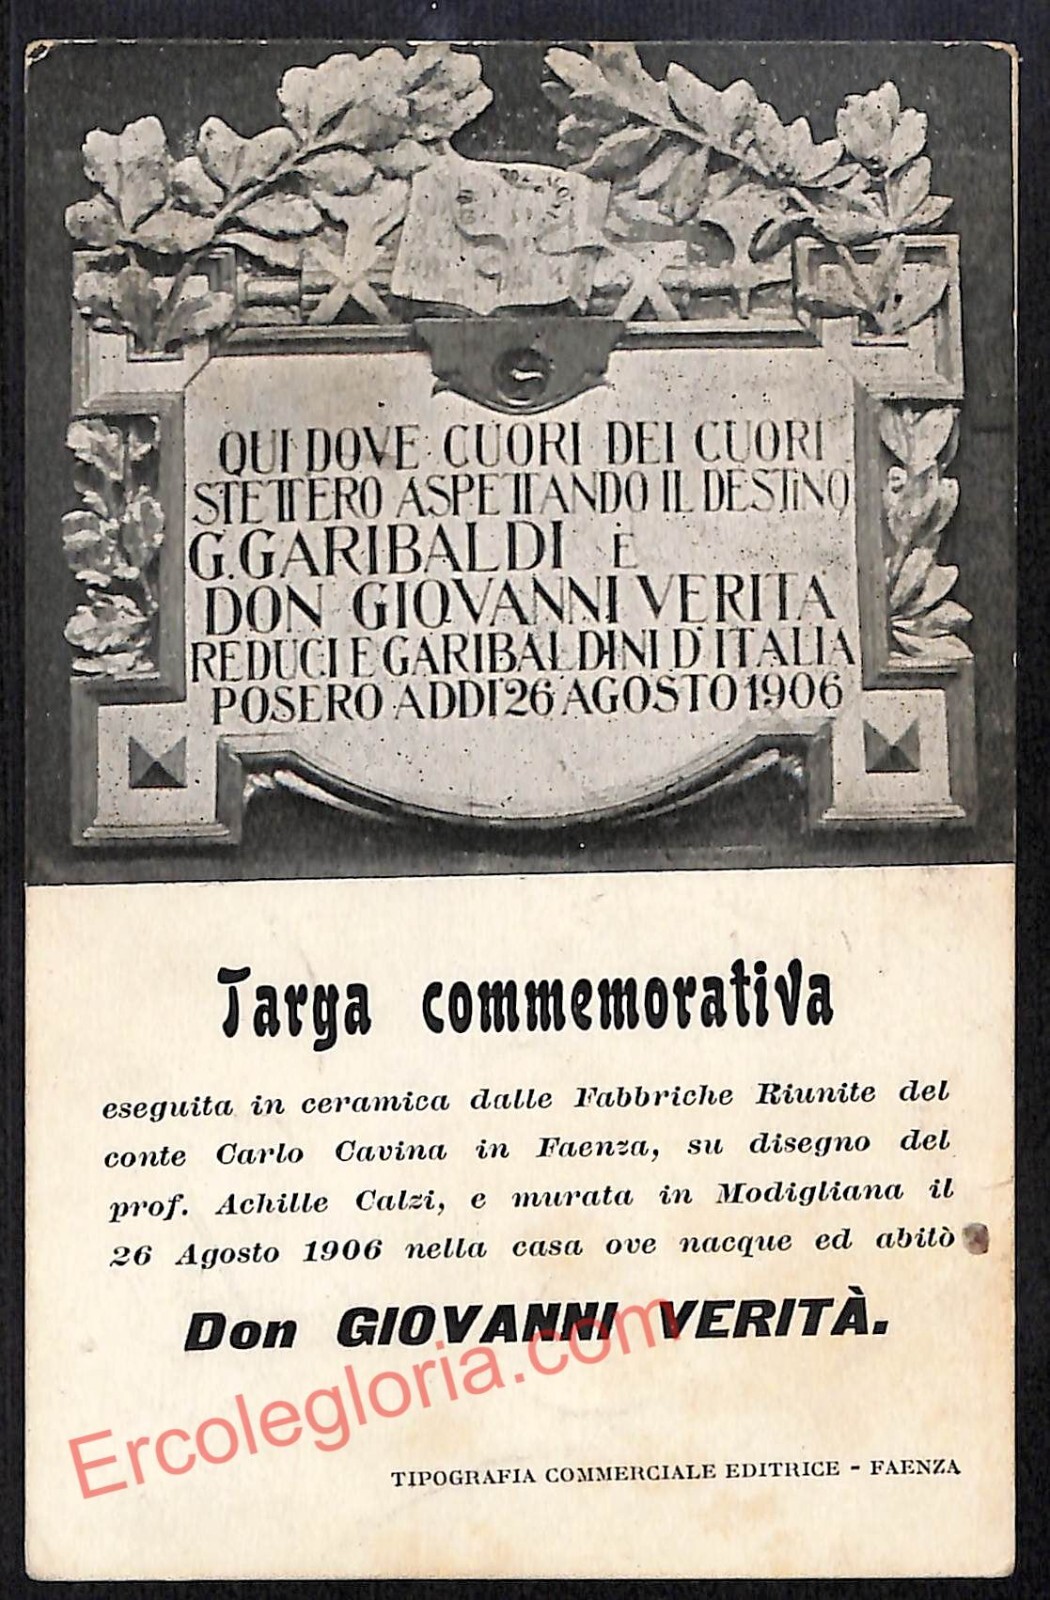 QUI DOVE CUORI DEI CUORI
STETTERO ASPETTANDO IL DESTINO
G. GARIBALDI È
DON GIOVANNI VERITA
REDUCI E GARIBALDINI D'ITALIA
POSERO ADDI' 26 AGOSTO 1906
Targa commemorativa
eseguita in ceramica dalle Fabbriche Riunite del
conte Carlo Cavina in Faenza, su disegno del
prof. Achille Calzi, e murata in Modigliana il
26 Agosto 1906 nella casa ove nacque ed abitò
Don GIOVANNI VERITÀ.
Ercolegloria.com
TIPOGRAFIA COMMERCIALE EDITRICE - FAENZA